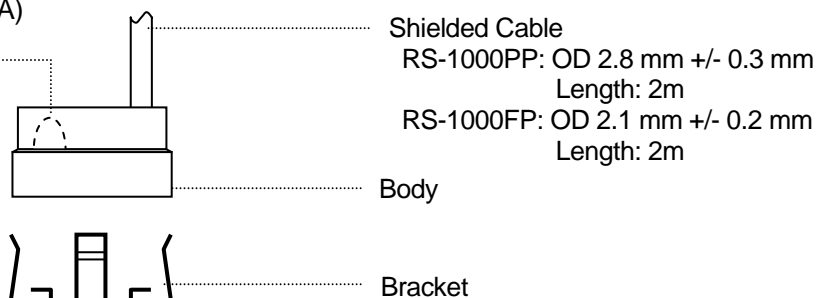 A)
Shielded Cable
RS-1000PP: OD 2.8 mm +/- 0.3 mm
Length: 2m
RS-1000FP: OD 2.1 mm +/- 0.2 mm
Length: 2m
Body
Bracket